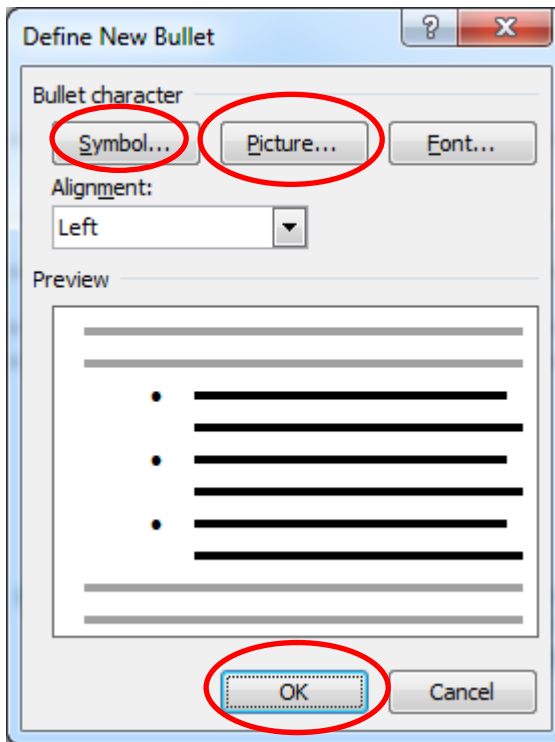 Define New Bullet ? X
Bullet character
Symbol... Picture... Font...
Alignment:
Left
Preview
OK Cancel